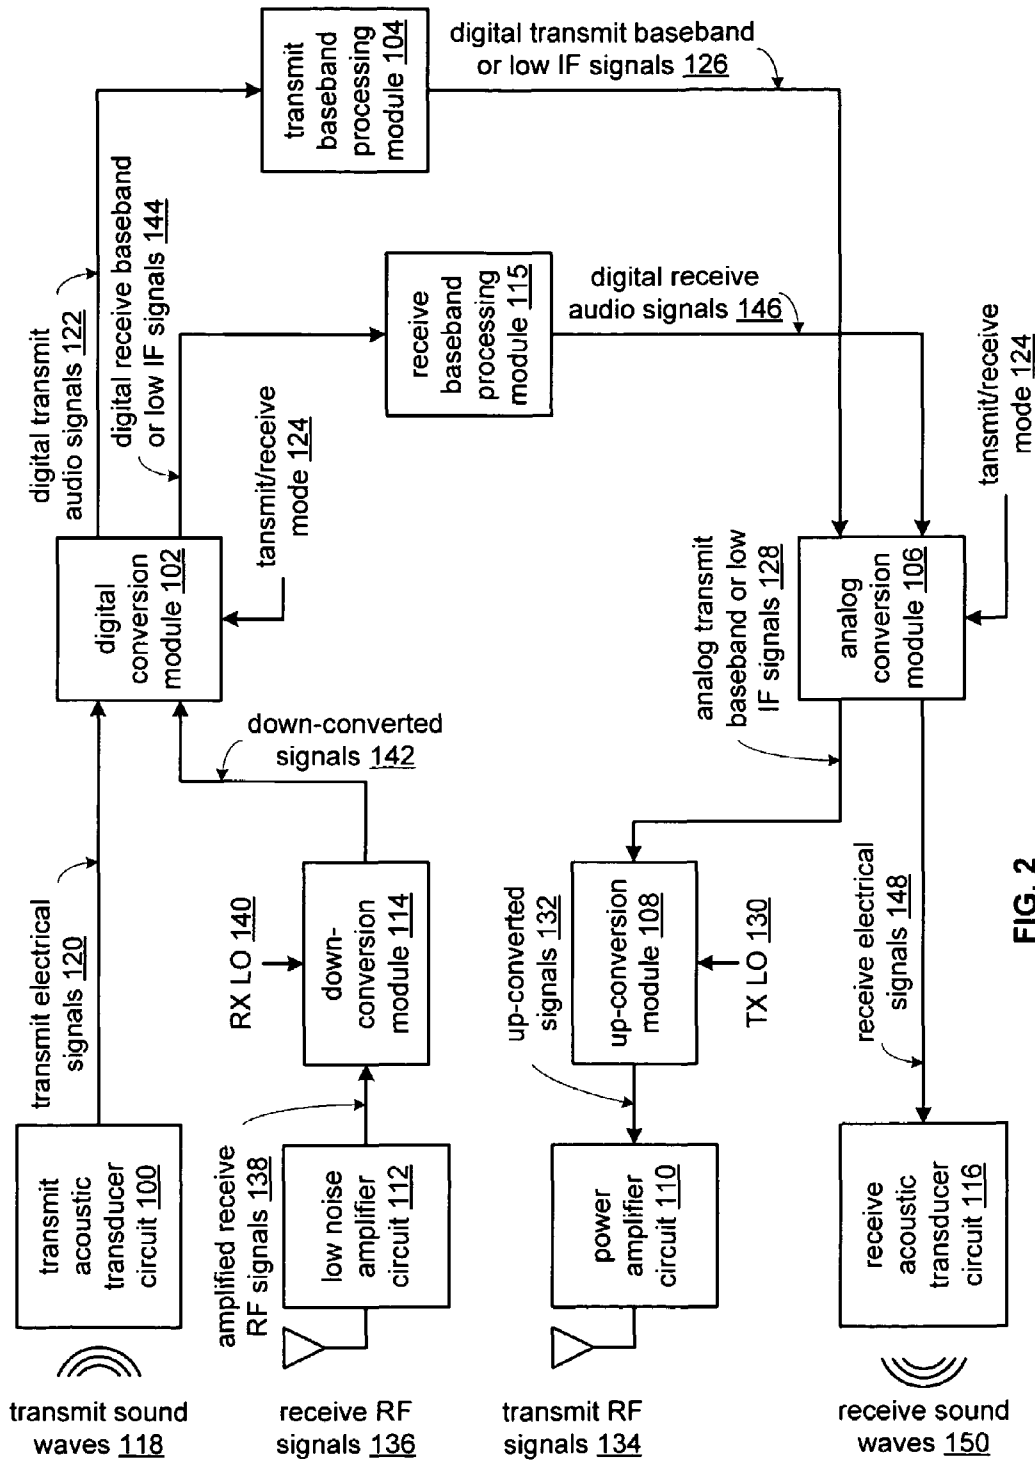 transmit sound
waves 118
transmit
acoustic
transducer
circuit 100
transmit electrical
signals 120
digital
conversion
module 102
digital transmit
audio signals 122
digital receive baseband
or low IF signals 144
transmit
baseband
processing
module 104
digital transmit baseband
or low IF signals 126
receive RF
signals 136
low noise
amplifier
circuit 112
amplified receive
RF signals 138
RX LO 140
down-
conversion
module 114
down-converted
signals 142
tansmit/receive
mode 124
receive
baseband
processing
module 115
digital receive
audio signals 146
transmit RF
signals 134
power
amplifier
circuit 110
up-converted
signals 132
up-conversion
module 108
TX LO 130
analog transmit
baseband or low
IF signals 128
analog
conversion
module 106
tansmit/receive
mode 124
receive sound
waves 150
receive
acoustic
transducer
circuit 116
receive electrical
signals 148
FIG. 2